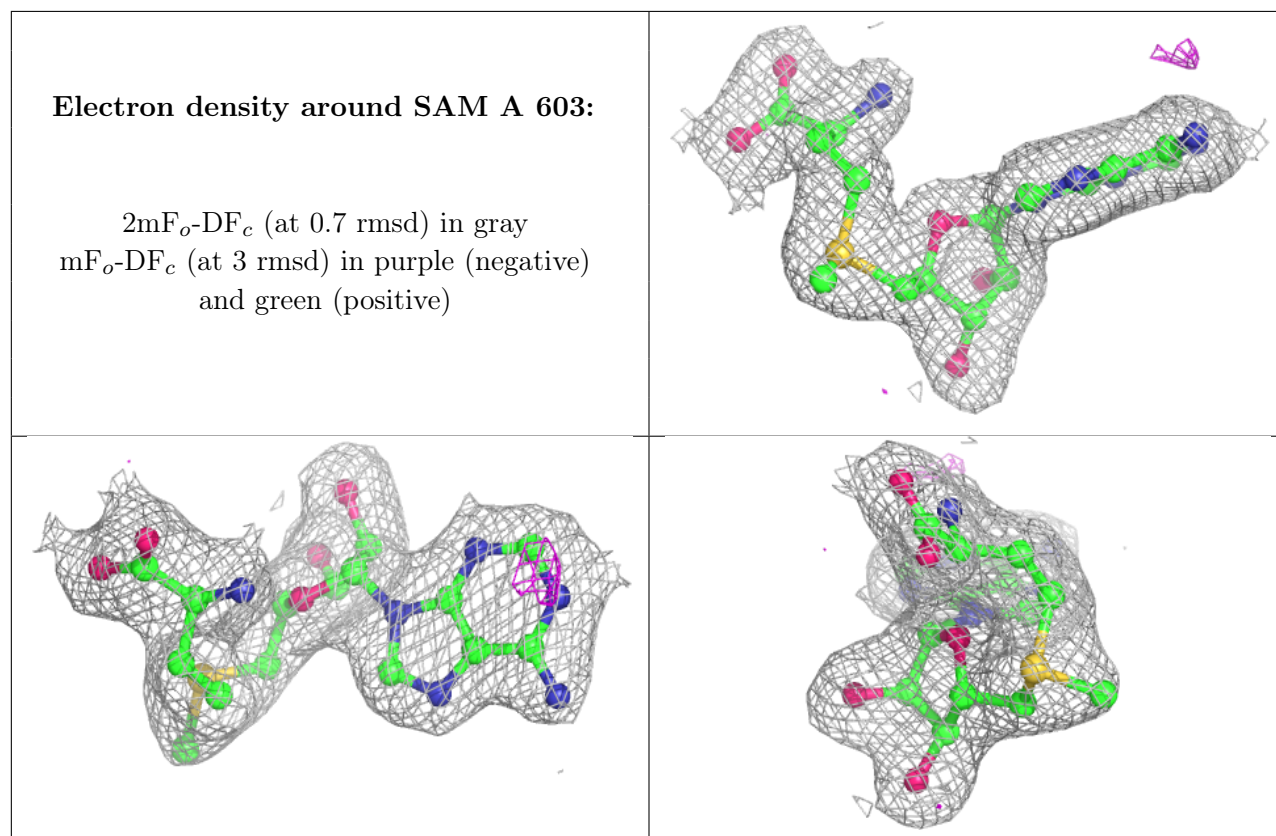 Electron density around SAM A 603:
2mFo-DFc (at 0.7 rmsd) in gray
mFo-DFc (at 3 rmsd) in purple (negative)
and green (positive)